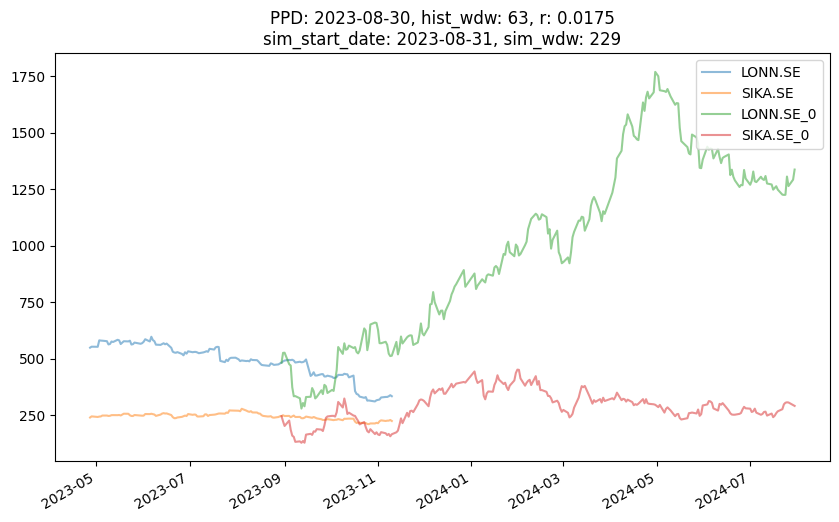 PPD: 2023-08-30, hist_wdw: 63, r: 0.0175
sim_start_date: 2023-08-31, sim_wdw: 229
LONN.SE
SIKA.SE
LONN.SE_0
SIKA.SE_0
1750
1500
1250
1000
750
500
250
2023-05
2023-07
2023-09
2023-11
2024-01
2024-03
2024-05
2024-07